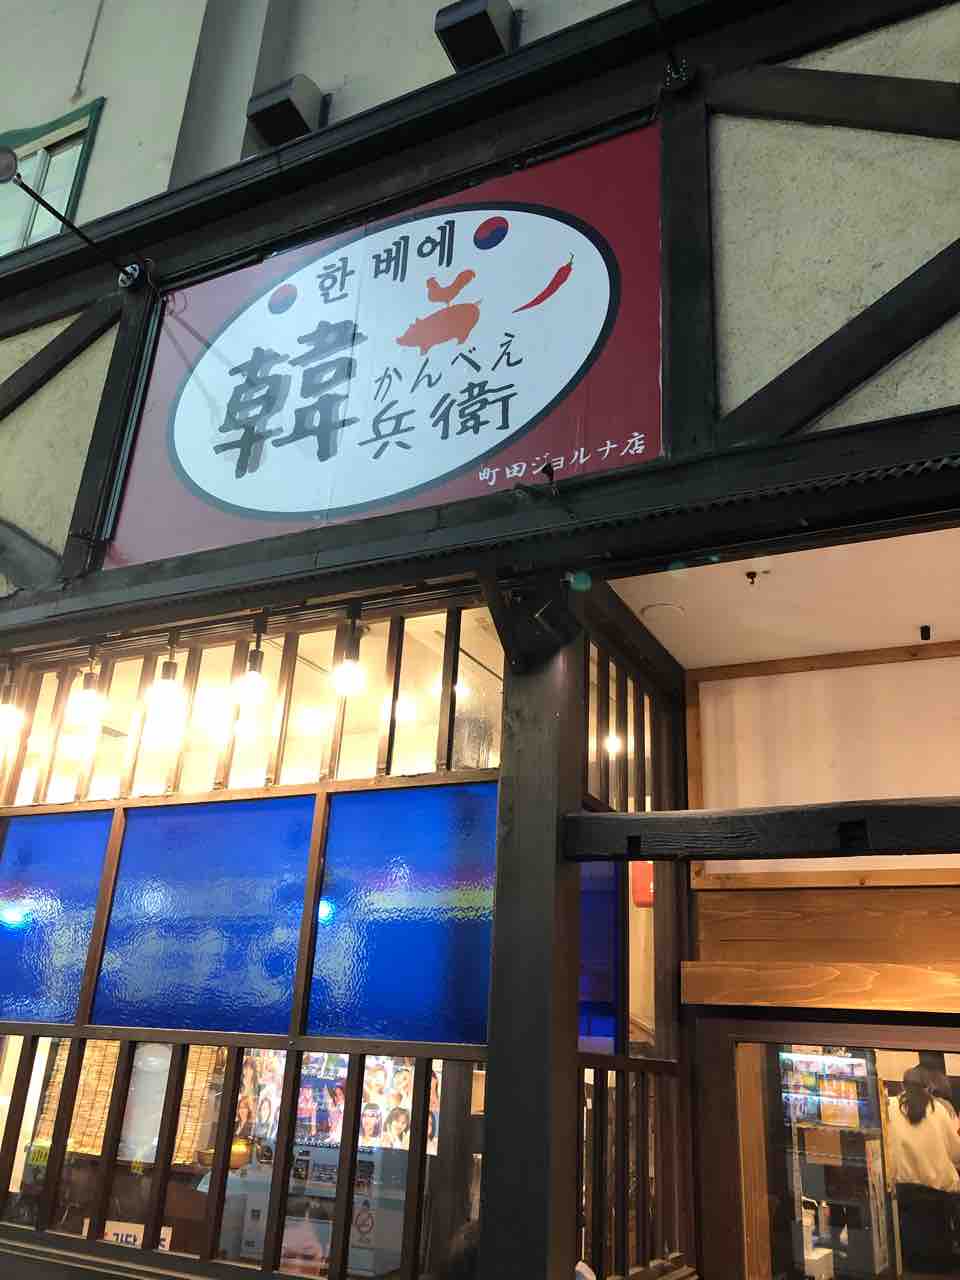 한베에
韓
かんべえ
兵衛
町田ジョルナ店